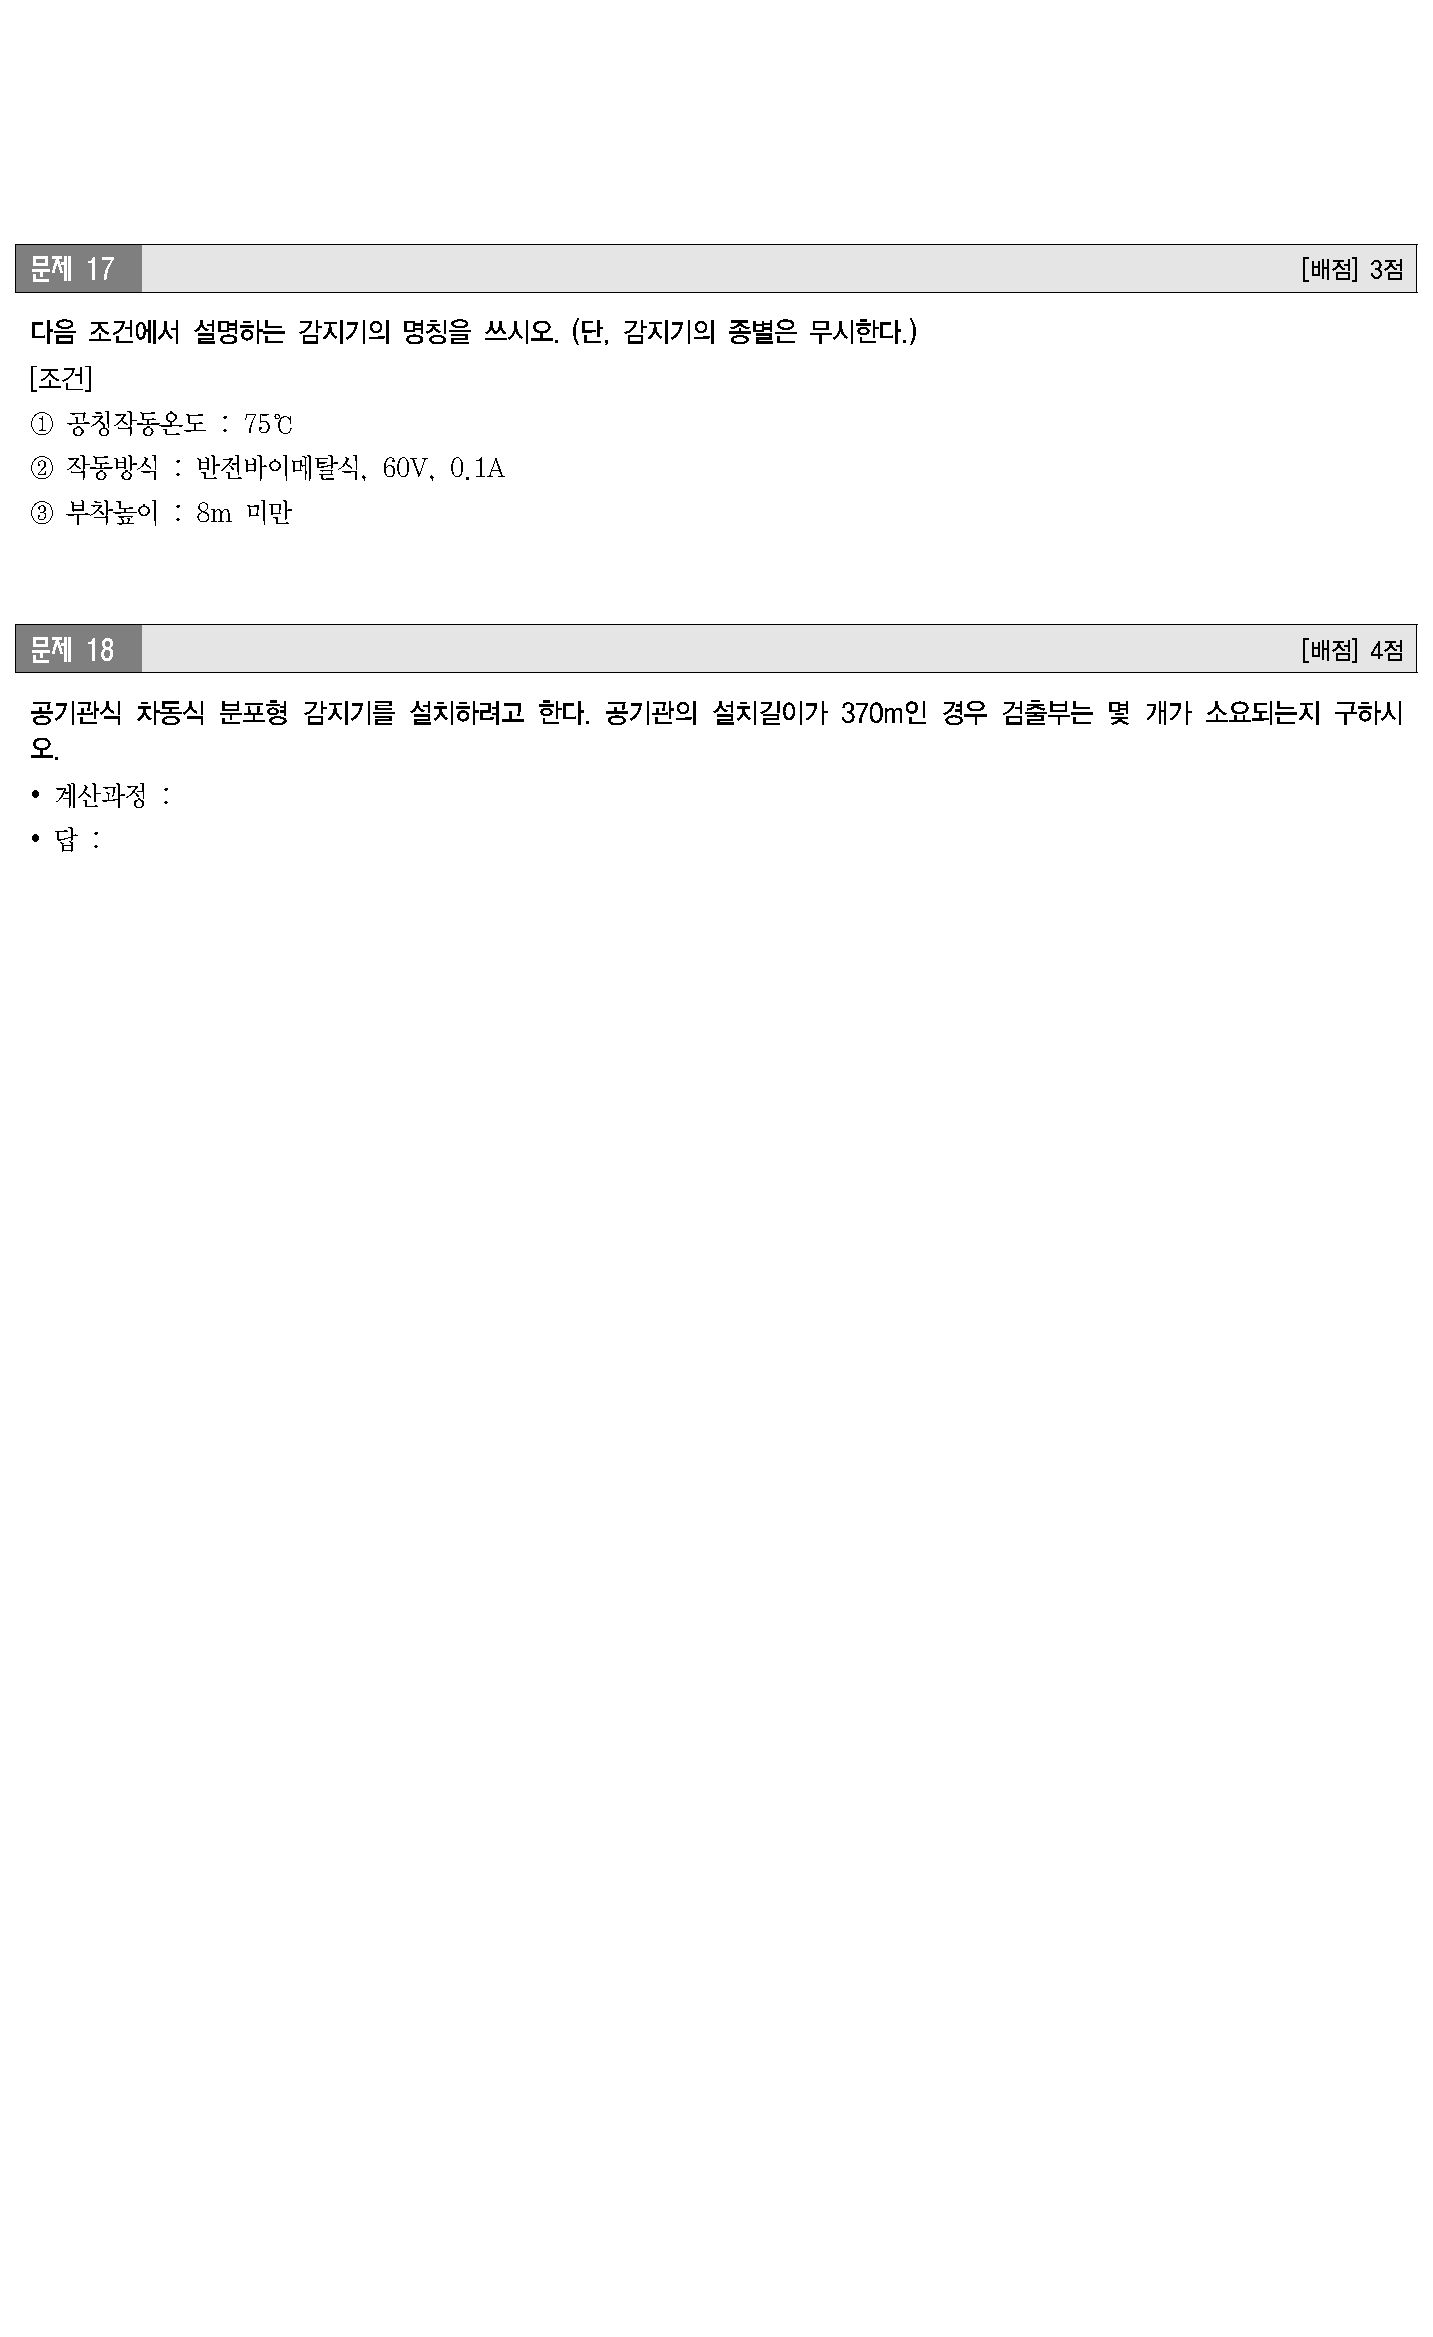 문제 17 [배점] 3점
다음 조건에서 설명하는 감지기의 명칭을 쓰시오. (단, 감지기의 종별은 무시한다.)
[조건]
① 공칭작동온도 : 75℃
② 작동방식 : 반전바이메탈식, 60V, 0.1A
③ 부착높이 : 8m 미만
문제 18 [배점] 4점
공기관식 차동식 분포형 감지기를 설치하려고 한다. 공기관의 설치길이가 370m인 경우 검출부는 몇 개가 소요되는지 구하시
오.
• 계산과정 :
• 답 :